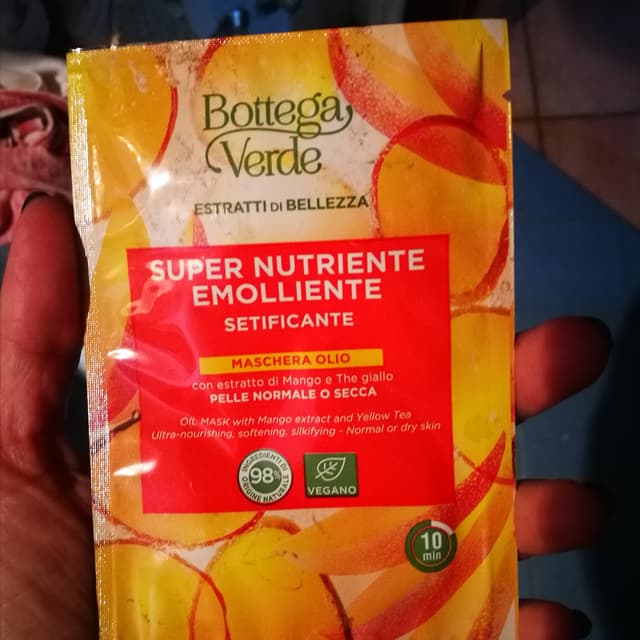 Bottega
Verde
ESTRATTI DI BELLEZZA
SUPER NUTRIENTE
EMOLLIENTE
SETIFICANTE
MASCHERA OLIO
con estratto di Mango e The giallo
PELLE NORMALE O SECCA
OIL MASK with Mango extract and Yellow Tea
Ultra-nourishing, softening, silkifying - Normal or dry skin
INGREDIENTI DI
98%
ORIGINE NATURALE
VEGANO
10
min